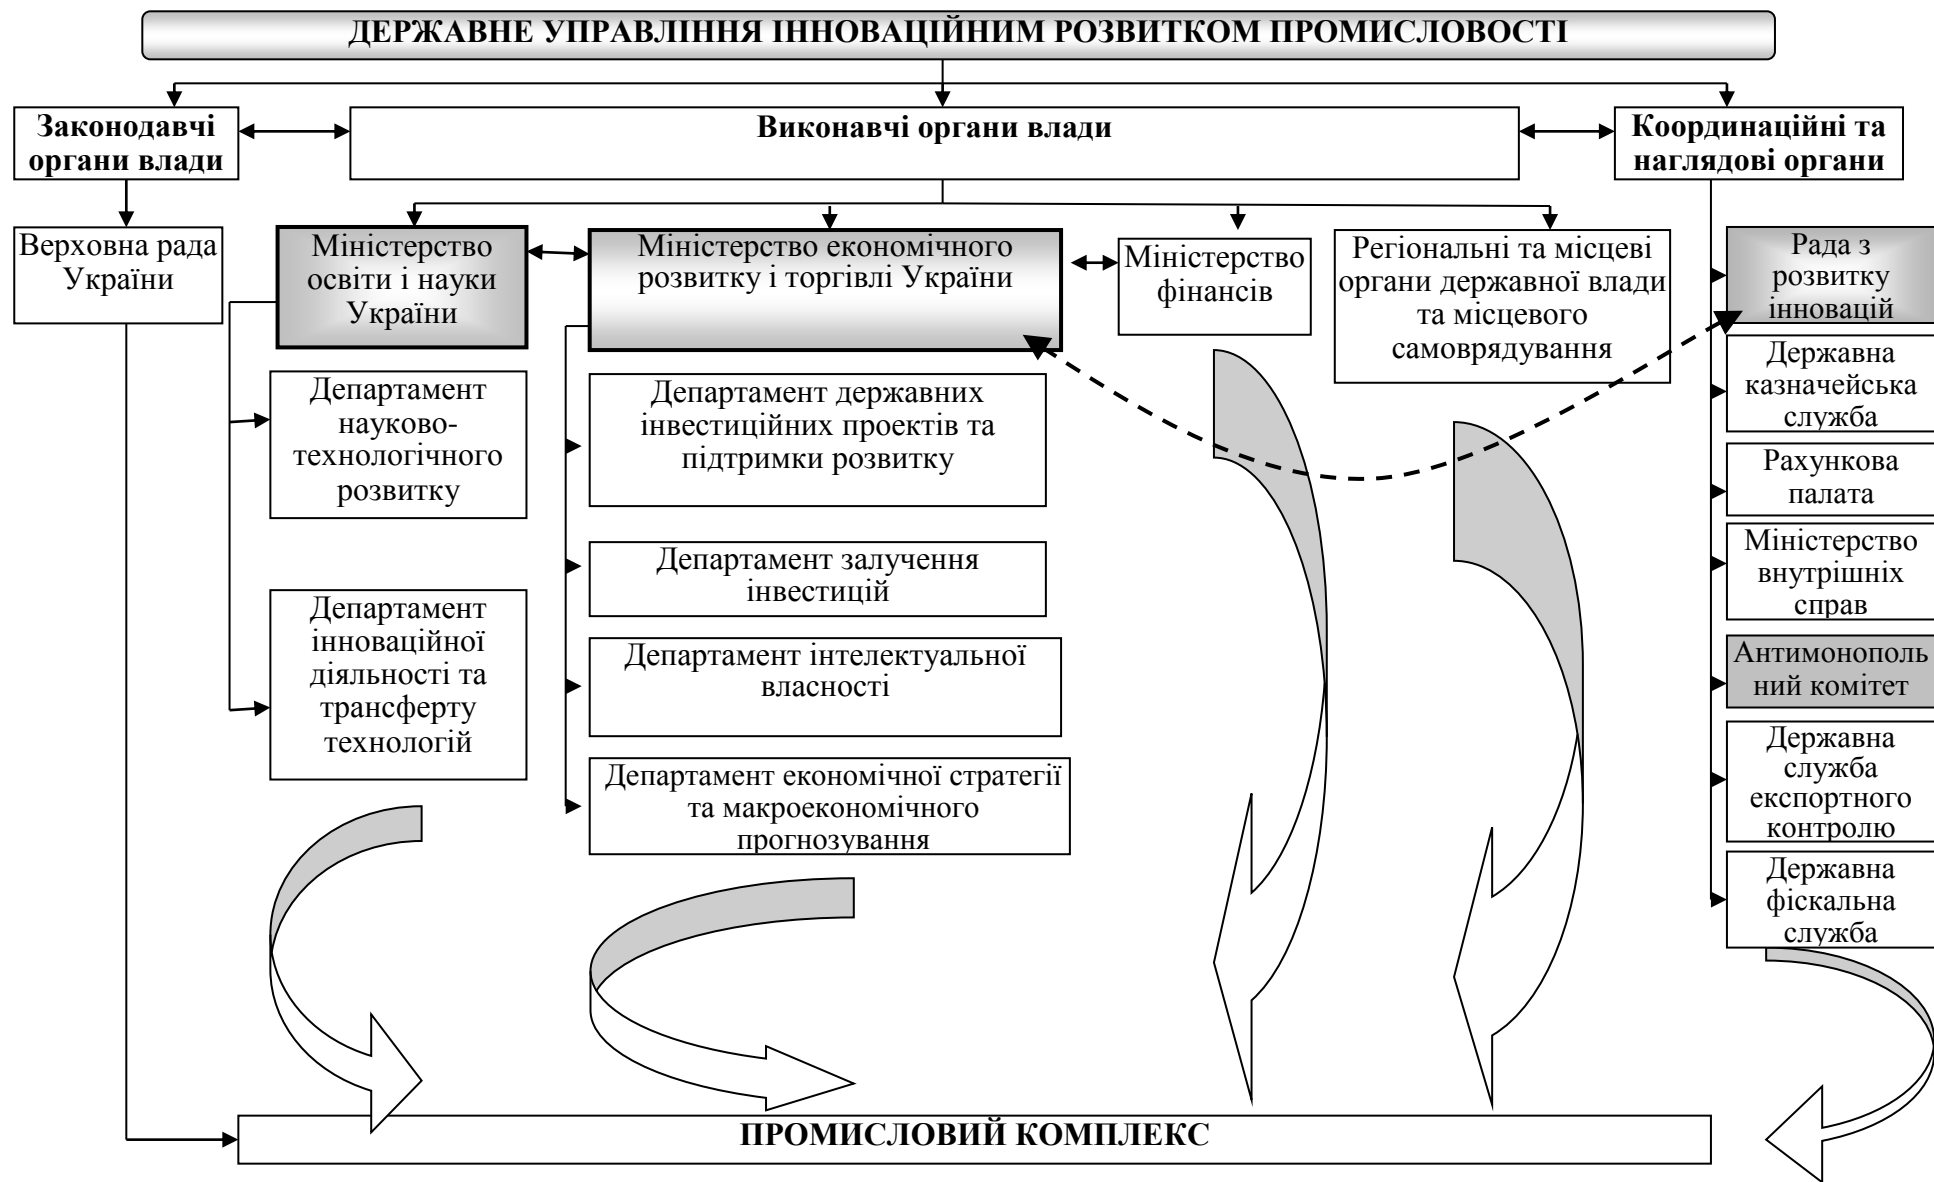 ДЕРЖАВНЕ УПРАВЛІННЯ ІННОВАЦІЙНИМ РОЗВИТКОМ ПРОМИСЛОВОСТІ
Законодавчі
органи влади
Виконавчі органи влади
Координаційні та
наглядові органи
Верховна рада
України
Міністерство
освіти і науки
України
Міністерство економічного
розвитку і торгівлі України
Міністерство
фінансів
Регіональні та місцеві
органи державної влади
та місцевого
самоврядування
Рада з
розвитку
інновацій
Департамент
науково-
технологічного
розвитку
Департамент
інноваційної
діяльності та
трансферту
технологій
Департамент державних
інвестиційних проектів та
підтримки розвитку
Департамент залучення
інвестицій
Департамент інтелектуальної
власності
Департамент економічної стратегії
та макроекономічного
прогнозування
Державна
казначейська
служба
Рахункова
палата
Міністерство
внутрішніх
справ
Антимонополь
ний комітет
Державна
служба
експортного
контролю
Державна
фіскальна
служба
ПРОМИСЛОВИЙ КОМПЛЕКС